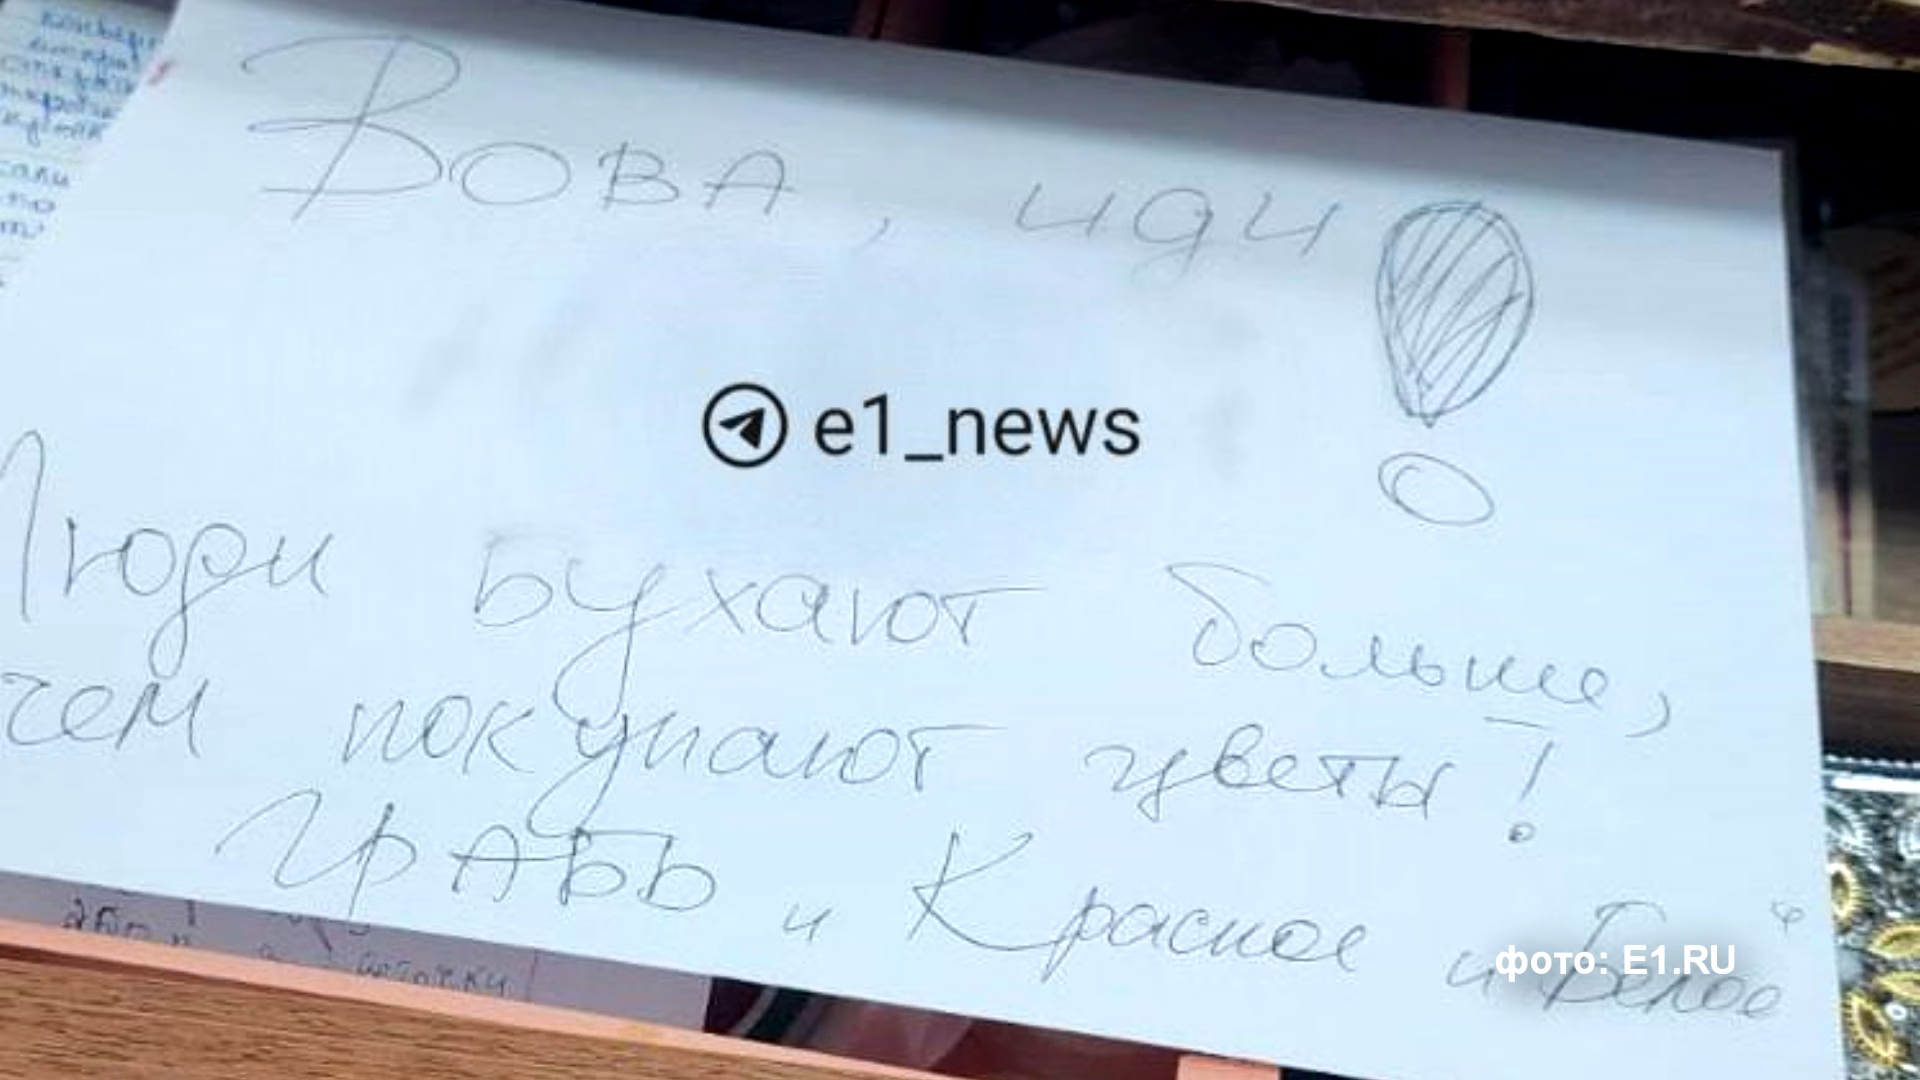 Вова, иди !
e1_news
Люди бухают больше,
чем покупают цветы!
Грабь и Красное и Белое
фото: E1.RU